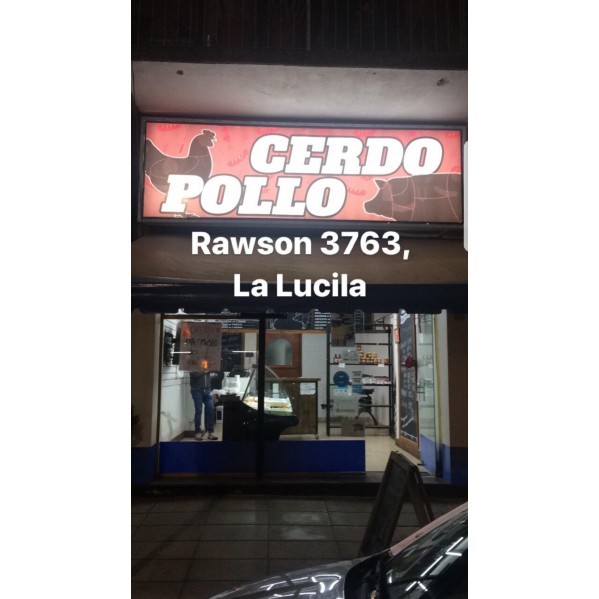 CERDO
POLLO
Rawson 3763,
La Lucila